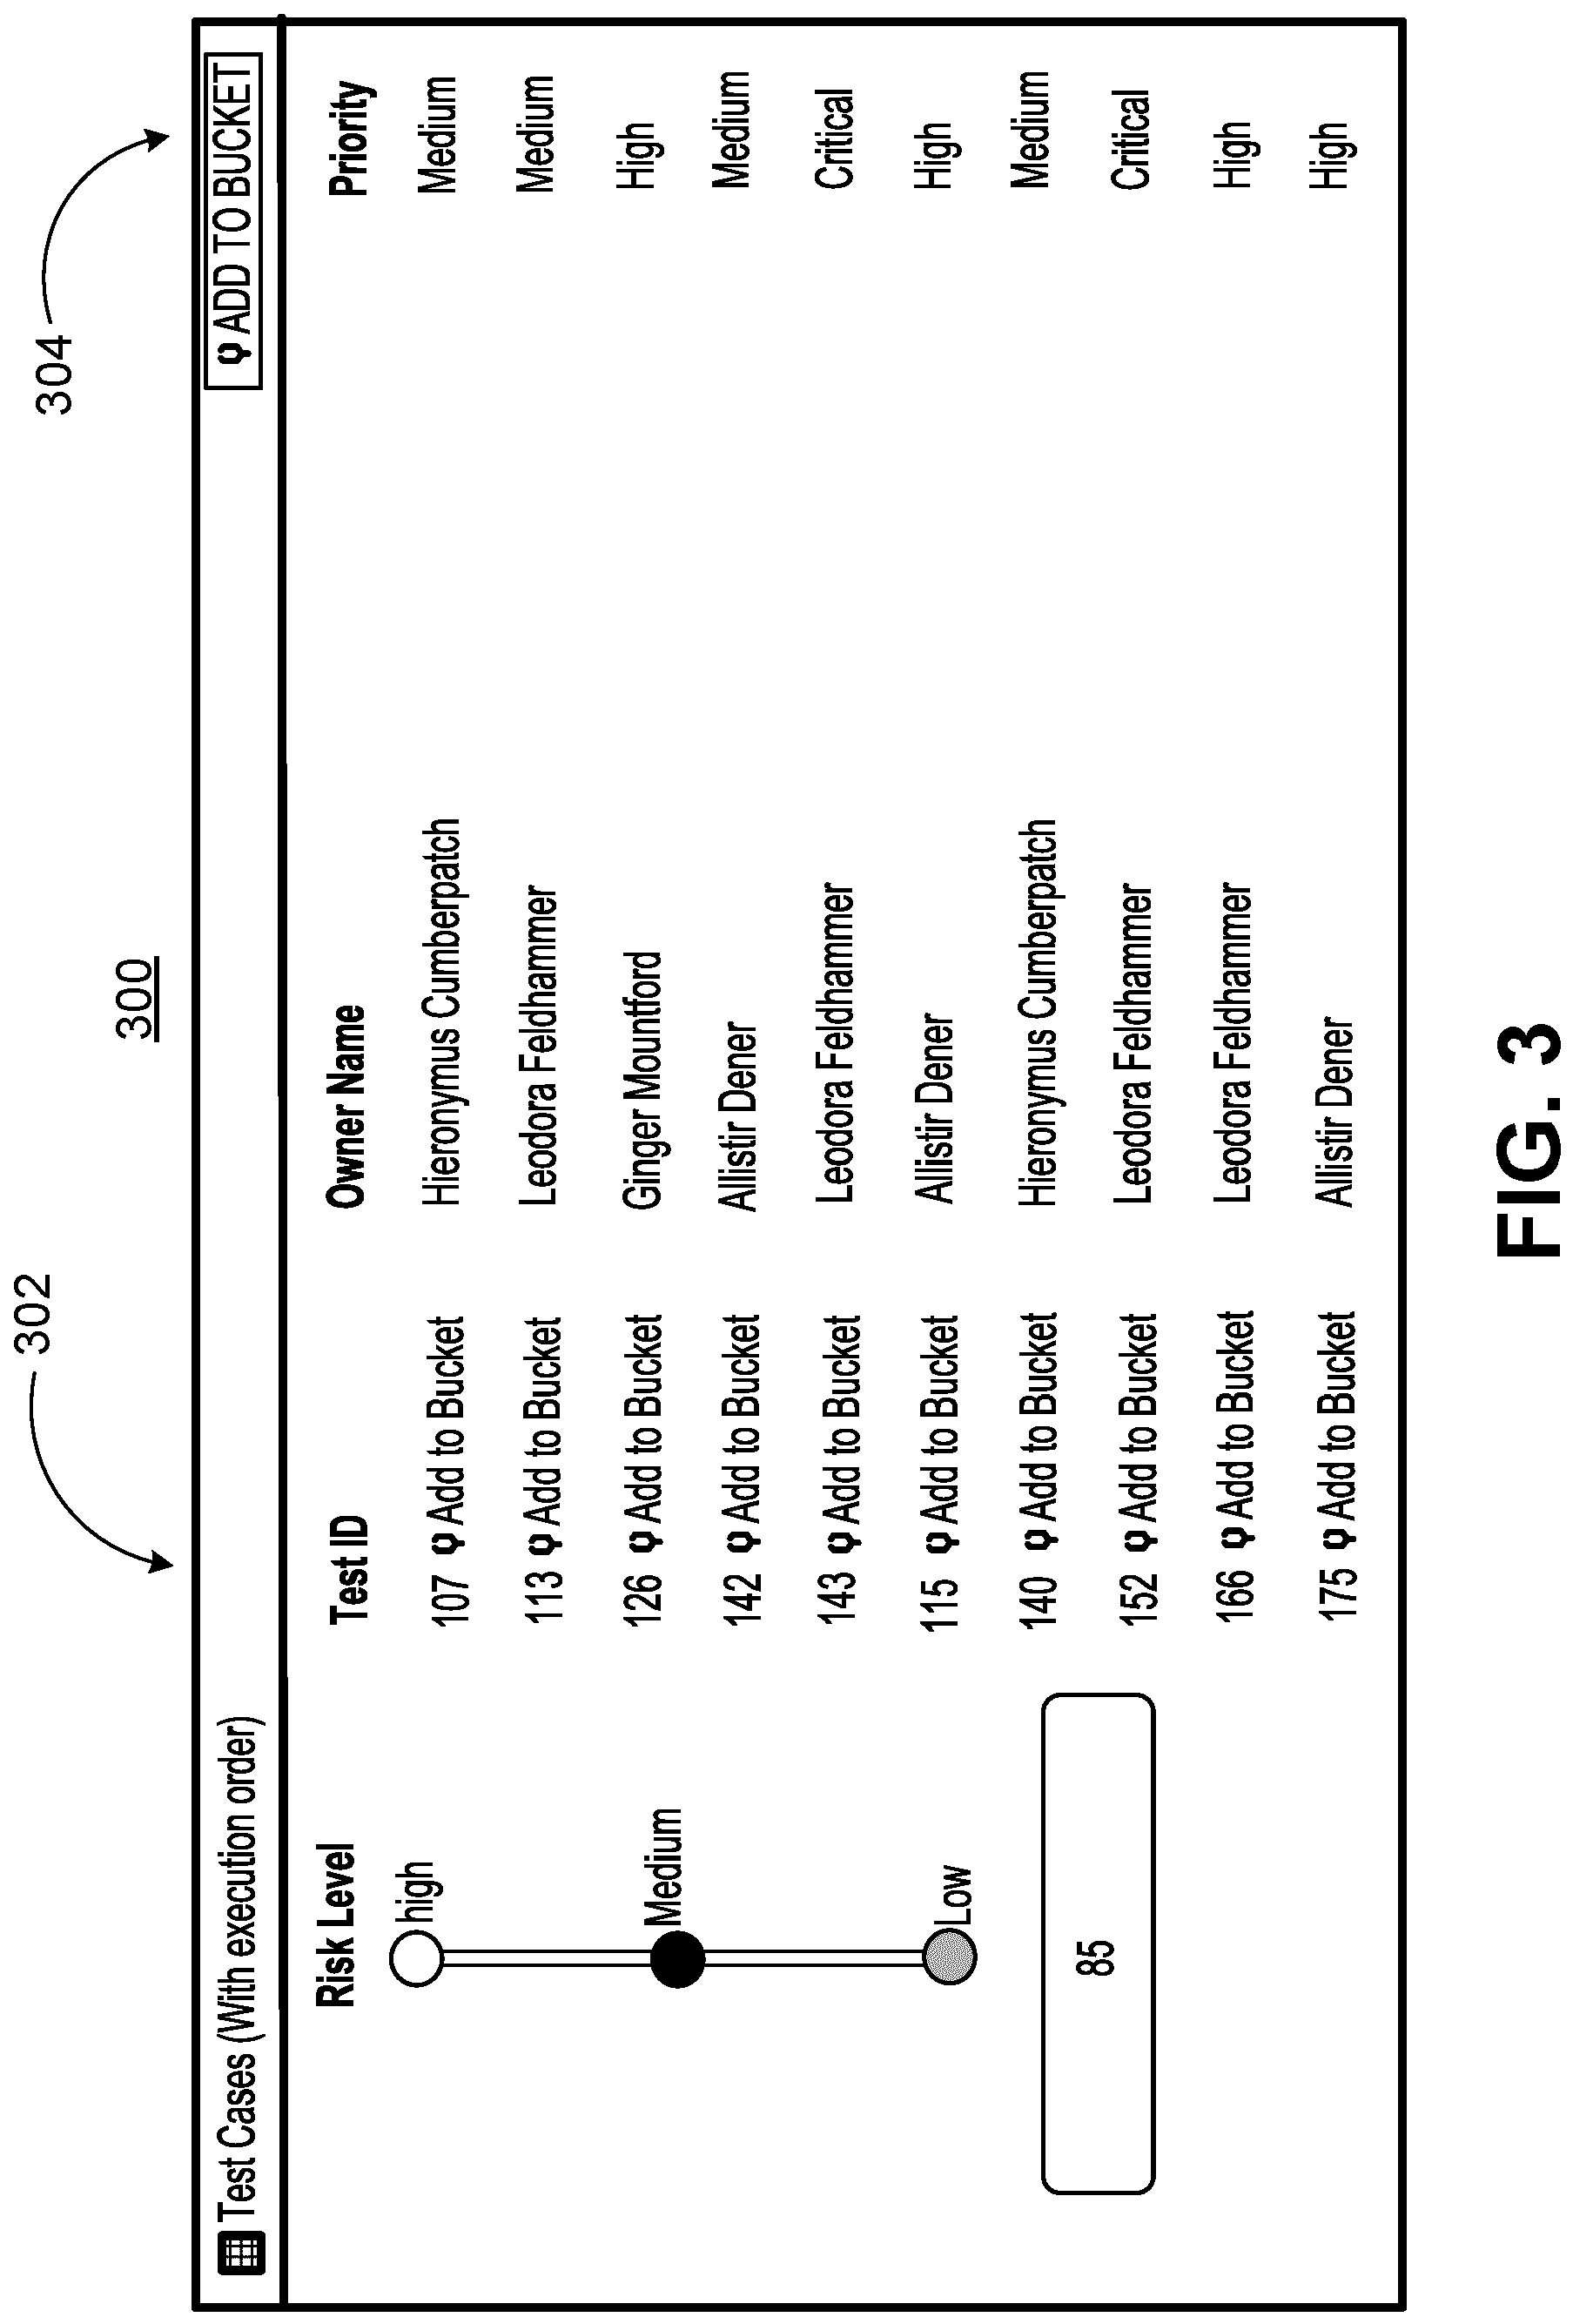 300
302
304
Test Cases (With execution order) ADD TO BUCKET
Risk Level Test ID Owner Name Priority
high
Medium
Low
85
107 Add to Bucket Hieronymus Cumberpatch Medium
113 Add to Bucket Leodora Feldhammer Medium
126 Add to Bucket Ginger Mountford High
142 Add to Bucket Allistir Dener Medium
143 Add to Bucket Leodora Feldhammer Critical
115 Add to Bucket Allistir Dener High
140 Add to Bucket Hieronymus Cumberpatch Medium
152 Add to Bucket Leodora Feldhammer Critical
166 Add to Bucket Leodora Feldhammer High
175 Add to Bucket Allistir Dener High
FIG. 3